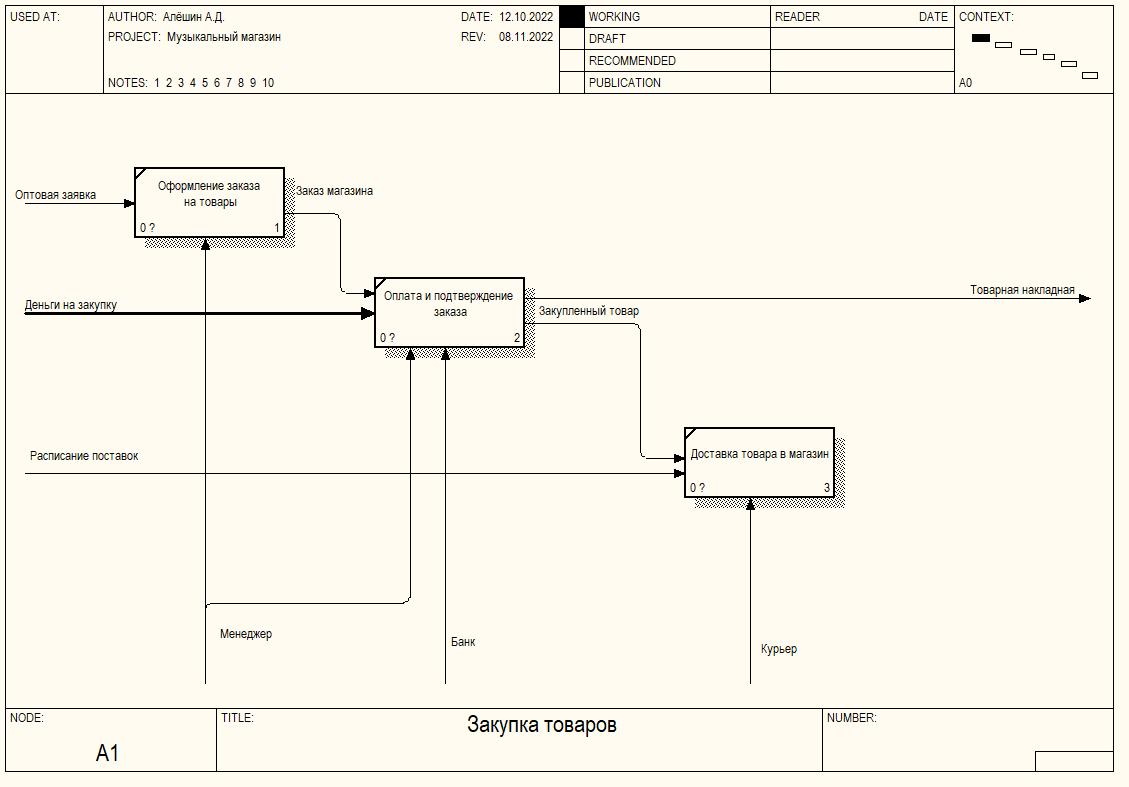 USED AT:
AUTHOR: Алёшин А.Д.
DATE: 12.10.2022
PROJECT: Музыкальный магазин
REV: 08.11.2022
NOTES: 1 2 3 4 5 6 7 8 9 10
WORKING
DRAFT
RECOMMENDED
PUBLICATION
READER
DATE
CONTEXT:
A0
Оптовая заявка
Оформление заказа
на товары
0 ?
1
Заказ магазина
Деньги на закупку
Оплата и подтверждение
заказа
0 ?
2
Товарная накладная
Закупленный товар
Расписание поставок
Доставка товара в магазин
0 ?
3
Менеджер
Банк
Курьер
NODE:
A1
TITLE:
Закупка товаров
NUMBER: